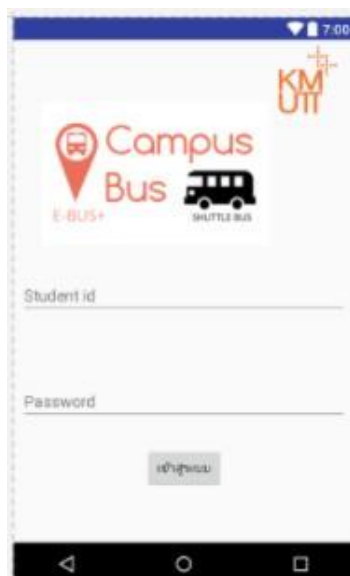 7:00
KM
UTT
Campus
Bus
E-BUS+
SHUTTLE BUS
Student id
Password
เข้าสู่ระบบ